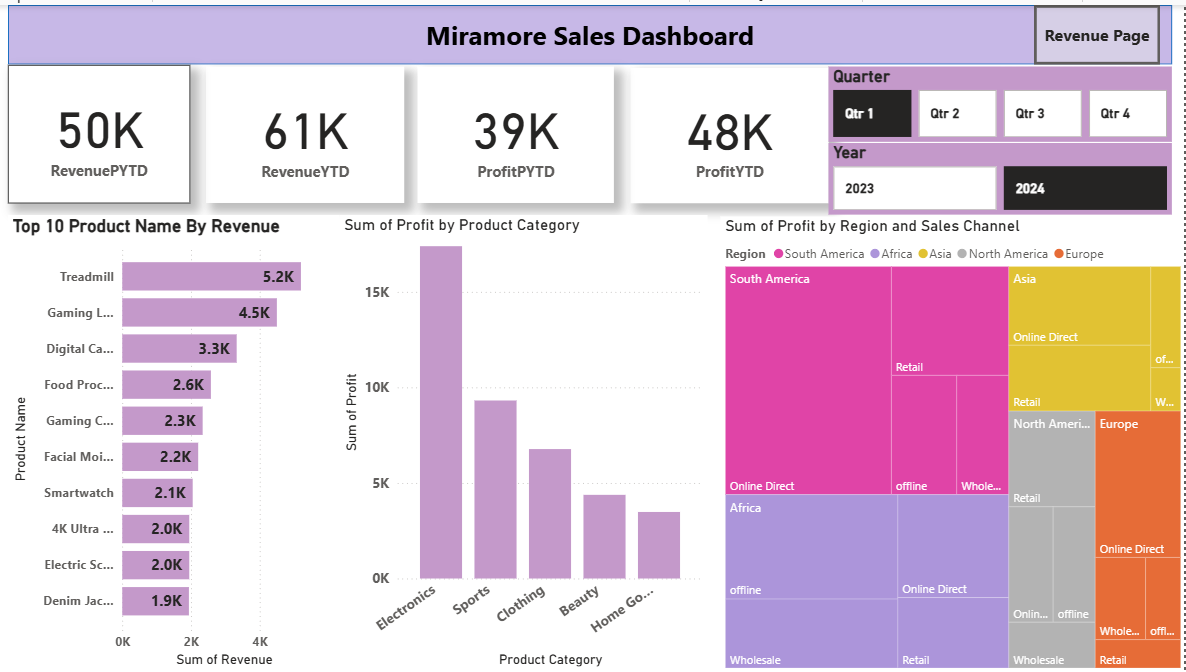 Miramore Sales Dashboard
Revenue Page
50K
RevenuePYTD
61K
RevenueYTD
39K
ProfitPYTD
48K
ProfitYTD
Quarter
Qtr 1
Qtr 2
Qtr 3
Qtr 4
Year
2023
2024
Top 10 Product Name By Revenue
Product Name
Treadmill
5.2K
Gaming L...
4.5K
Digital Ca...
3.3K
Food Proc...
2.6K
Gaming C...
2.3K
Facial Moi...
2.2K
Smartwatch
2.1K
4K Ultra ...
2.0K
Electric Sc...
2.0K
Denim Jac...
1.9K
0K 2K 4K
Sum of Revenue
Sum of Profit by Product Category
Sum of Profit
15K
10K
5K
0K
Electronics
Sports
Clothing
Beauty
Home Go...
Product Category
Sum of Profit by Region and Sales Channel
Region South America Africa Asia North America Europe
South America
Online Direct
Retail
offline
Whole...
Africa
offline
Wholesale
Online Direct
Retail
Asia
Online Direct
Retail
of...
W...
North Ameri...
Retail
Onlin...
offline
Wholesale
Europe
Online Direct
Whole...
offl...
Retail